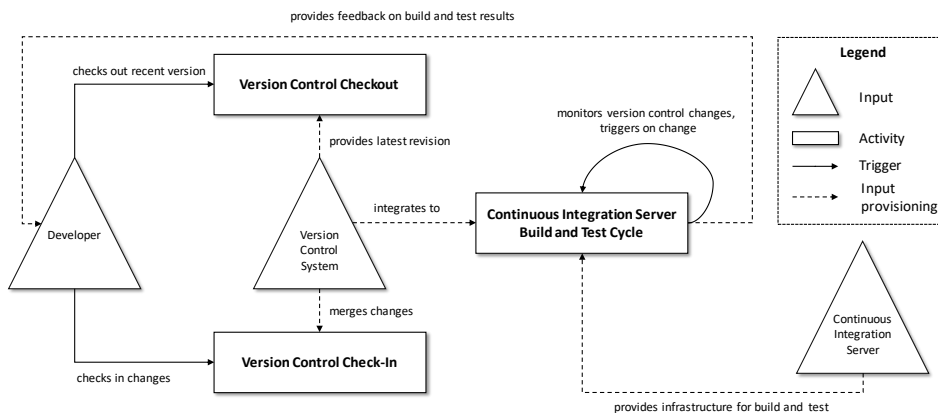 provides feedback on build and test results
checks out recent version
Version Control Checkout
provides latest revision
Developer
Version
Control
System
integrates to
monitors version control changes,
triggers on change
Continuous Integration Server
Build and Test Cycle
merges changes
Version Control Check-In
checks in changes
Legend
Input
Activity
Trigger
Input
provisioning
Continuous
Integration
Server
provides infrastructure for build and test